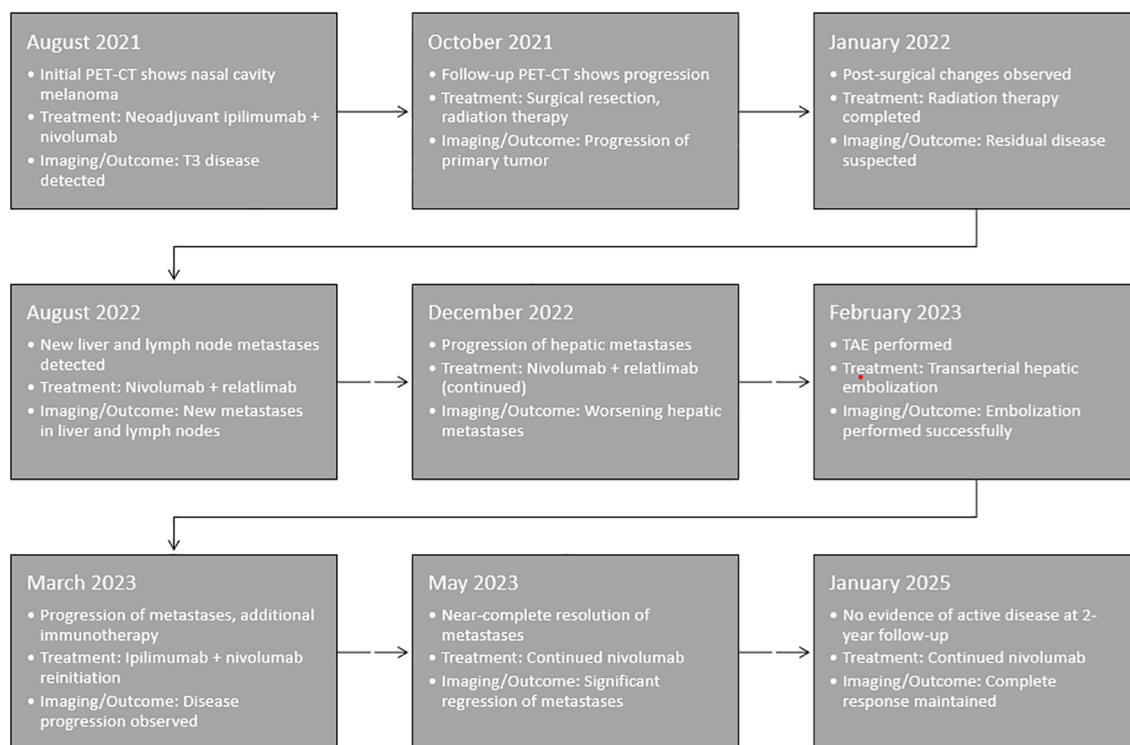 August 2021
• Initial PET-CT shows nasal cavity
melanoma
• Treatment: Neoadjuvant ipilimumab +
nivolumab
• Imaging/Outcome: T3 disease
detected
October 2021
• Follow-up PET-CT shows progression
• Treatment: Surgical resection,
radiation therapy
• Imaging/Outcome: Progression of
primary tumor
January 2022
• Post-surgical changes observed
• Treatment: Radiation therapy
completed
• Imaging/Outcome: Residual disease
suspected
August 2022
• New liver and lymph node metastases
detected
• Treatment: Nivolumab + relatlimab
• Imaging/Outcome: New metastases
in liver and lymph nodes
December 2022
• Progression of hepatic metastases
• Treatment: Nivolumab + relatlimab
(continued)
• Imaging/Outcome: Worsening hepatic
metastases
February 2023
• TAE performed
• Treatment: Transarterial hepatic
embolization
• Imaging/Outcome: Embolization
performed successfully
March 2023
• Progression of metastases, additional
immunotherapy
• Treatment: Ipilimumab + nivolumab
reinitiation
• Imaging/Outcome: Disease
progression observed
May 2023
• Near-complete resolution of
metastases
• Treatment: Continued nivolumab
• Imaging/Outcome: Significant
regression of metastases
January 2025
• No evidence of active disease at 2-
year follow-up
• Treatment: Continued nivolumab
• Imaging/Outcome: Complete
response maintained